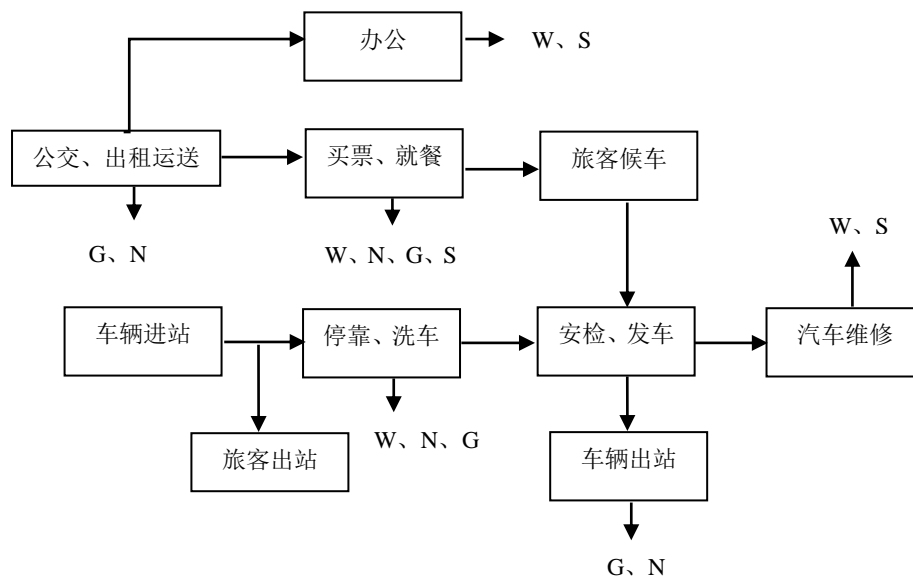 办公
W、S
公交、出租运送
买票、就餐
旅客候车
G、N
W、N、G、S
W、S
车辆进站
停靠、洗车
安检、发车
汽车维修
W、N、G
旅客出站
车辆出站
G、N